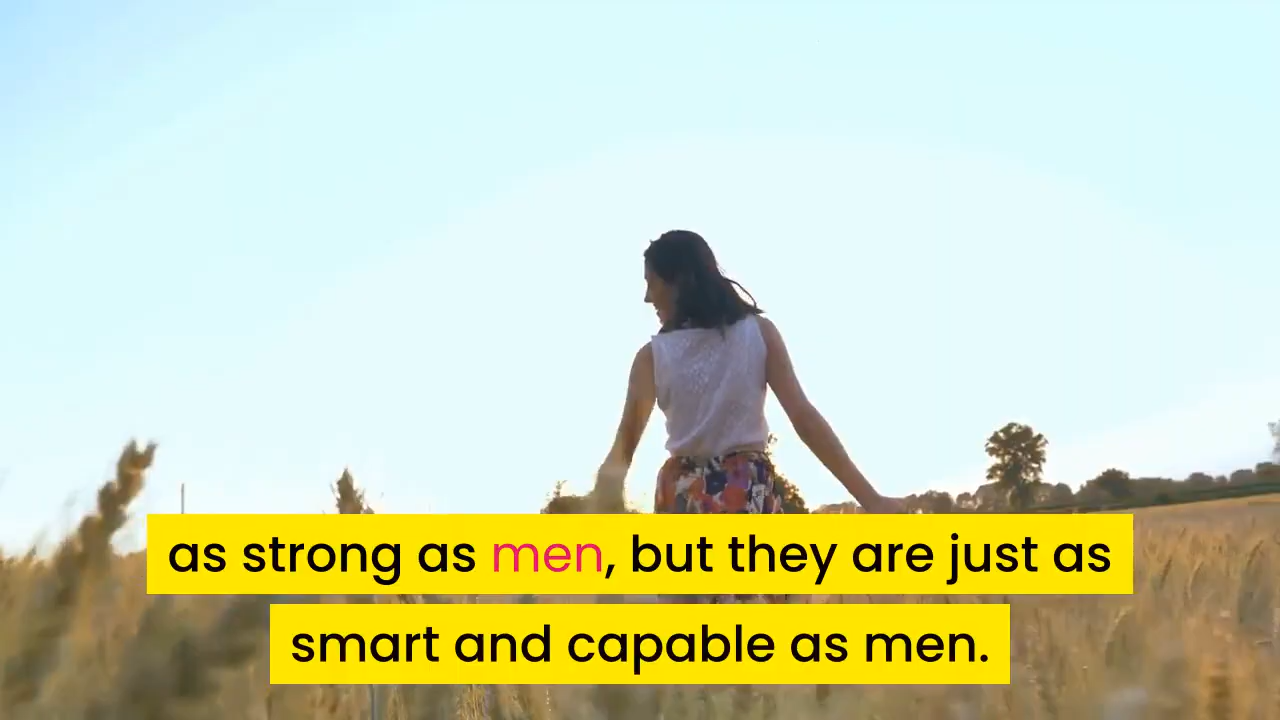 as strong as men, but they are just as
smart and capable as men.